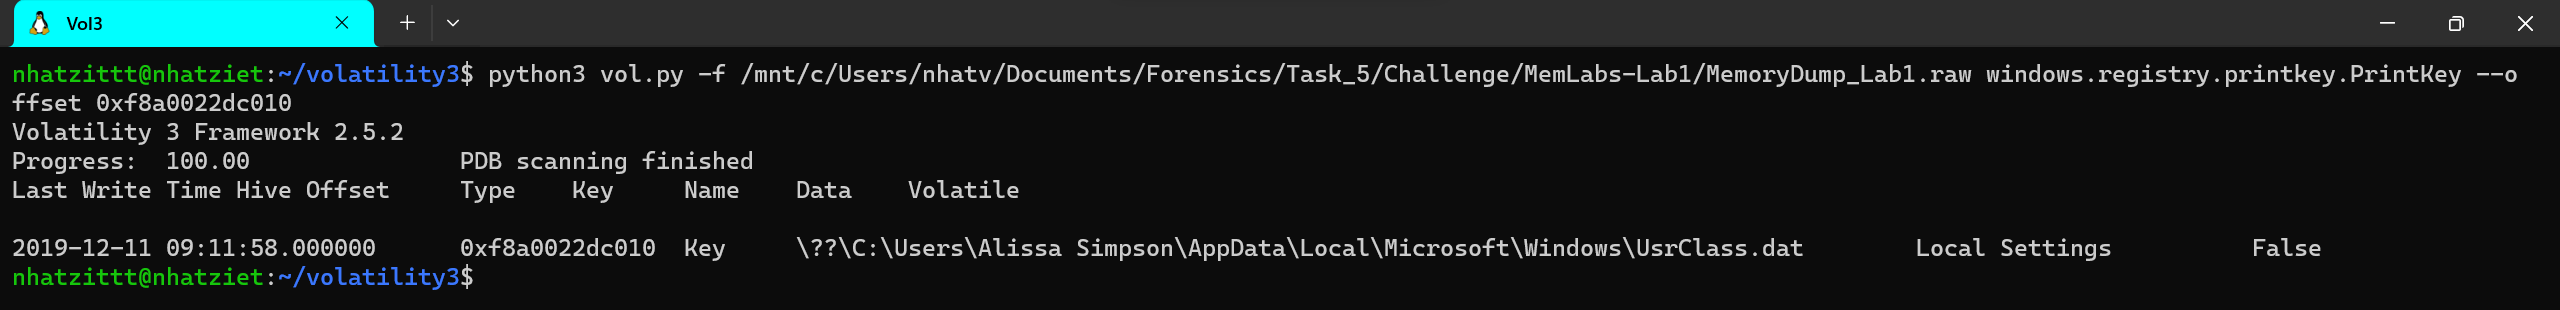 Vol3
nhatzittt@nhatziet:~/volatility3$ python3 vol.py -f /mnt/c/Users/nhatv/Documents/Forensics/Task_5/Challenge/MemLabs-Lab1/MemoryDump_Lab1.raw windows.registry.printkey.PrintKey --o
ffset 0xf8a0022dc010
Volatility 3 Framework 2.5.2
Progress:  100.00               PDB scanning finished
Last Write Time Hive Offset     Type    Key     Name    Data    Volatile
2019-12-11 09:11:58.000000      0xf8a0022dc010  Key     \??\C:\Users\Alissa Simpson\AppData\Local\Microsoft\Windows\UsrClass.dat        Local Settings          False
nhatzittt@nhatziet:~/volatility3$